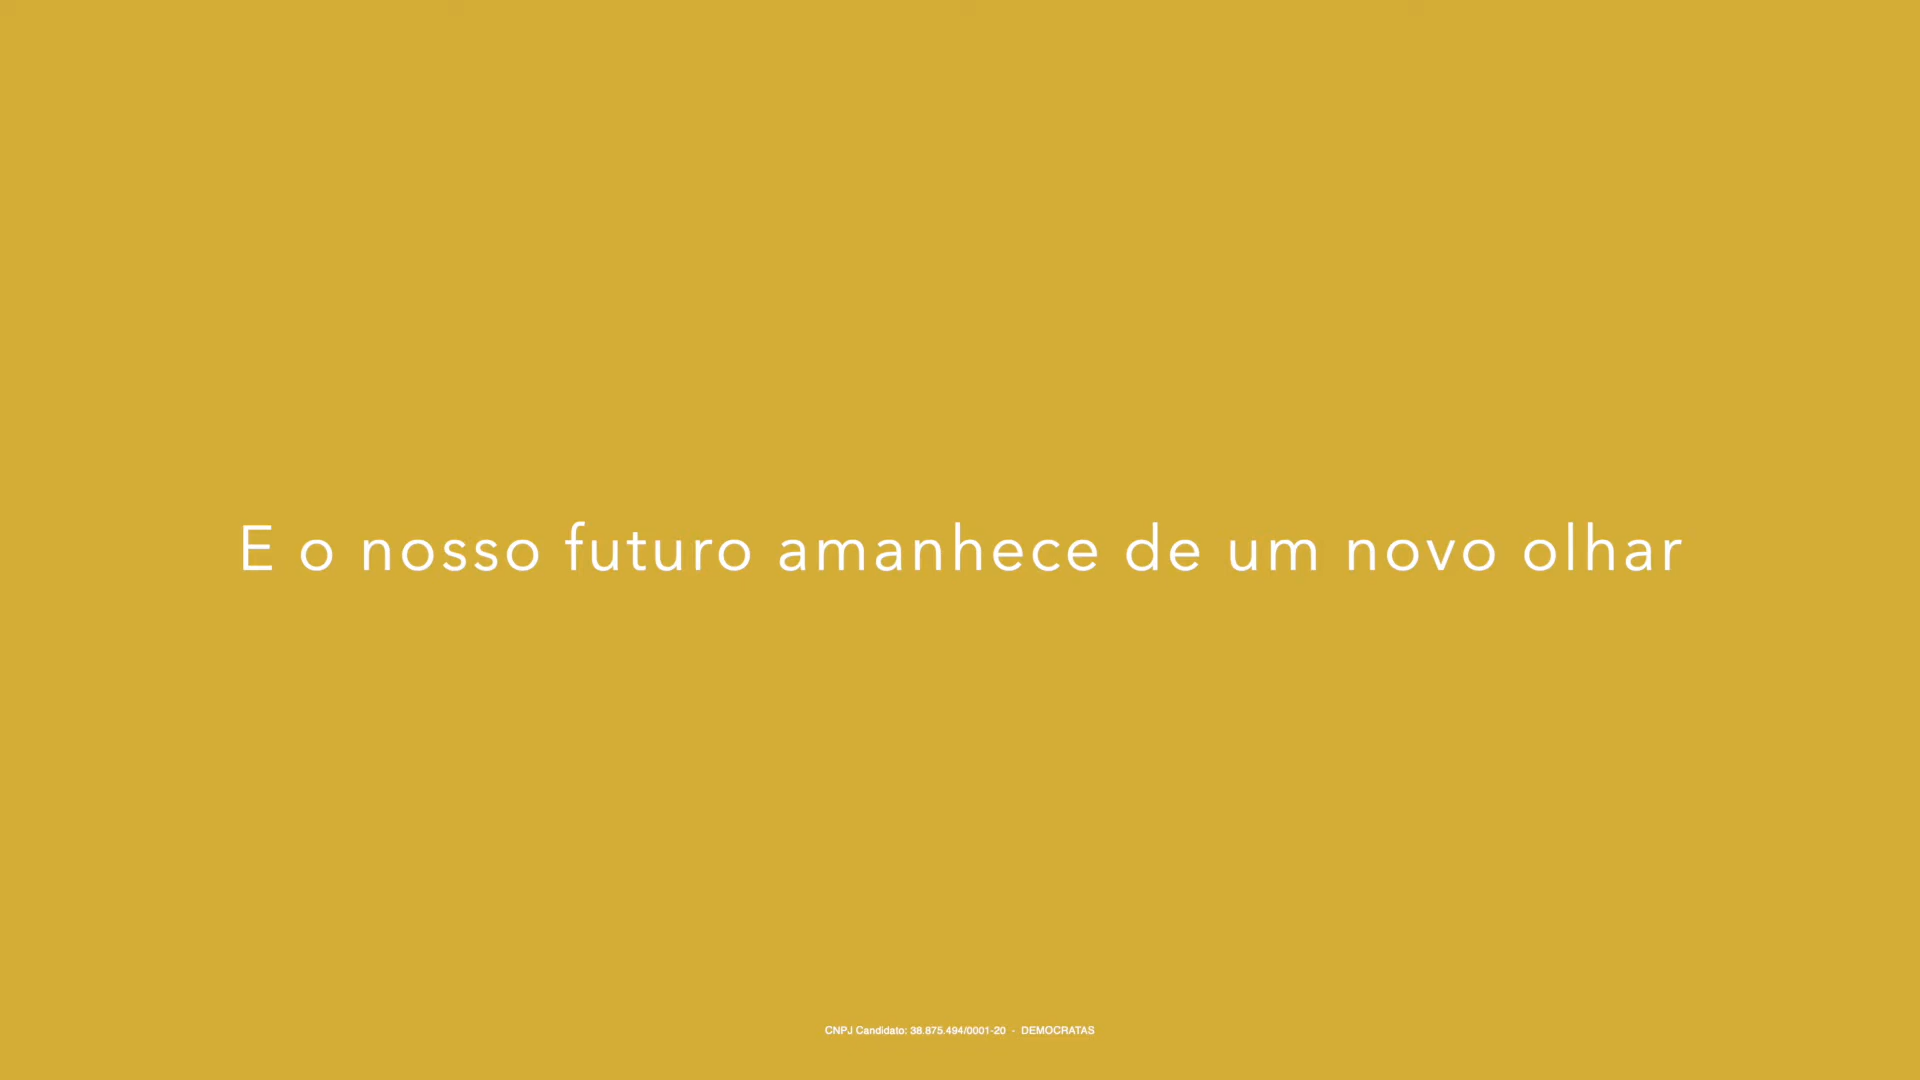 E o nosso futuro amanhece de um novo olhar
CNPJ Candidato: 38.875.494/0001-20 - DEMOCRATAS